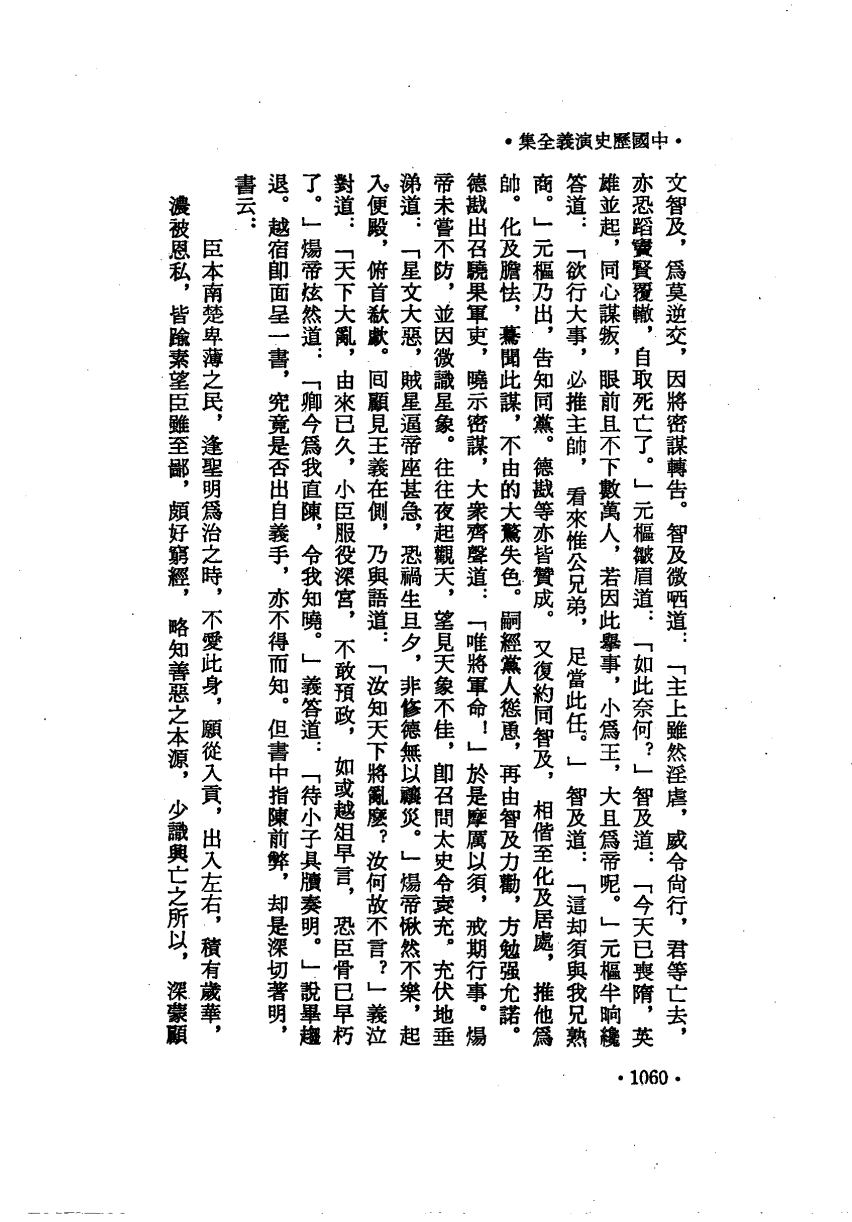 •集全義演史歷國中•
文智及，爲莫逆交，因將密謀轉告。智及微哂道：「主上雖然淫虐，威令尙行，君等亡去，
亦恐蹈竇賢覆轍，自取死亡了。」元樞皺眉道：「如此奈何？」智及道：「今天已喪隋，英
雄並起，同心謀叛，眼前且不下數萬人，若因此擧事，小爲王，大且爲帝呢。」元樞半晌纔
答道：「欲行大事，必推主帥，看來惟公兄弟，足當此任。」智及道：「這却須與我兄熟
商。」元樞乃出，告知同黨。德戡等亦皆贊成。又復約同智及，相偕至化及居處，推他爲
帥。化及膽怯，驀聞此謀，不由的大驚失色。嗣經黨人慫恿，再由智及力勸，方勉强允諾。
德戡出召驍果軍吏，曉示密謀，大衆齊聲道：「唯將軍命！」於是摩厲以須，戒期行事。煬
帝未嘗不防，並因微識星象。往往夜起觀天，望見天象不佳，卽召問太史令袁充。充伏地垂
涕道：「星文大惡，賊星逼帝座甚急，恐禍生旦夕，非修德無以禳災。」煬帝愀然不樂，起
入便殿，俯首欷歔。囘顧見王義在側，乃與語道：「汝知天下將亂麽？汝何故不言？」義泣
對道：「天下大亂，由來已久，小臣服役深宮，不敢預政，如或越俎早言，恐臣骨已早朽
了。」煬帝炫然道：「卿今爲我直陳，令我知曉。」義答道：「待小子具牘奏明。」說畢趨
退。越宿卽面呈一書，究竟是否出自義手，亦不得而知。但書中指陳前弊，却是深切著明，
書云：
臣本南楚卑薄之民，逢聖明爲治之時，不愛此身，願從入貢，出入左右，積有歲華，
濃被恩私，皆踰素望臣雖至鄙，頗好窮經，略知善惡之本源，少識興亡之所以，深蒙顧
•1060•